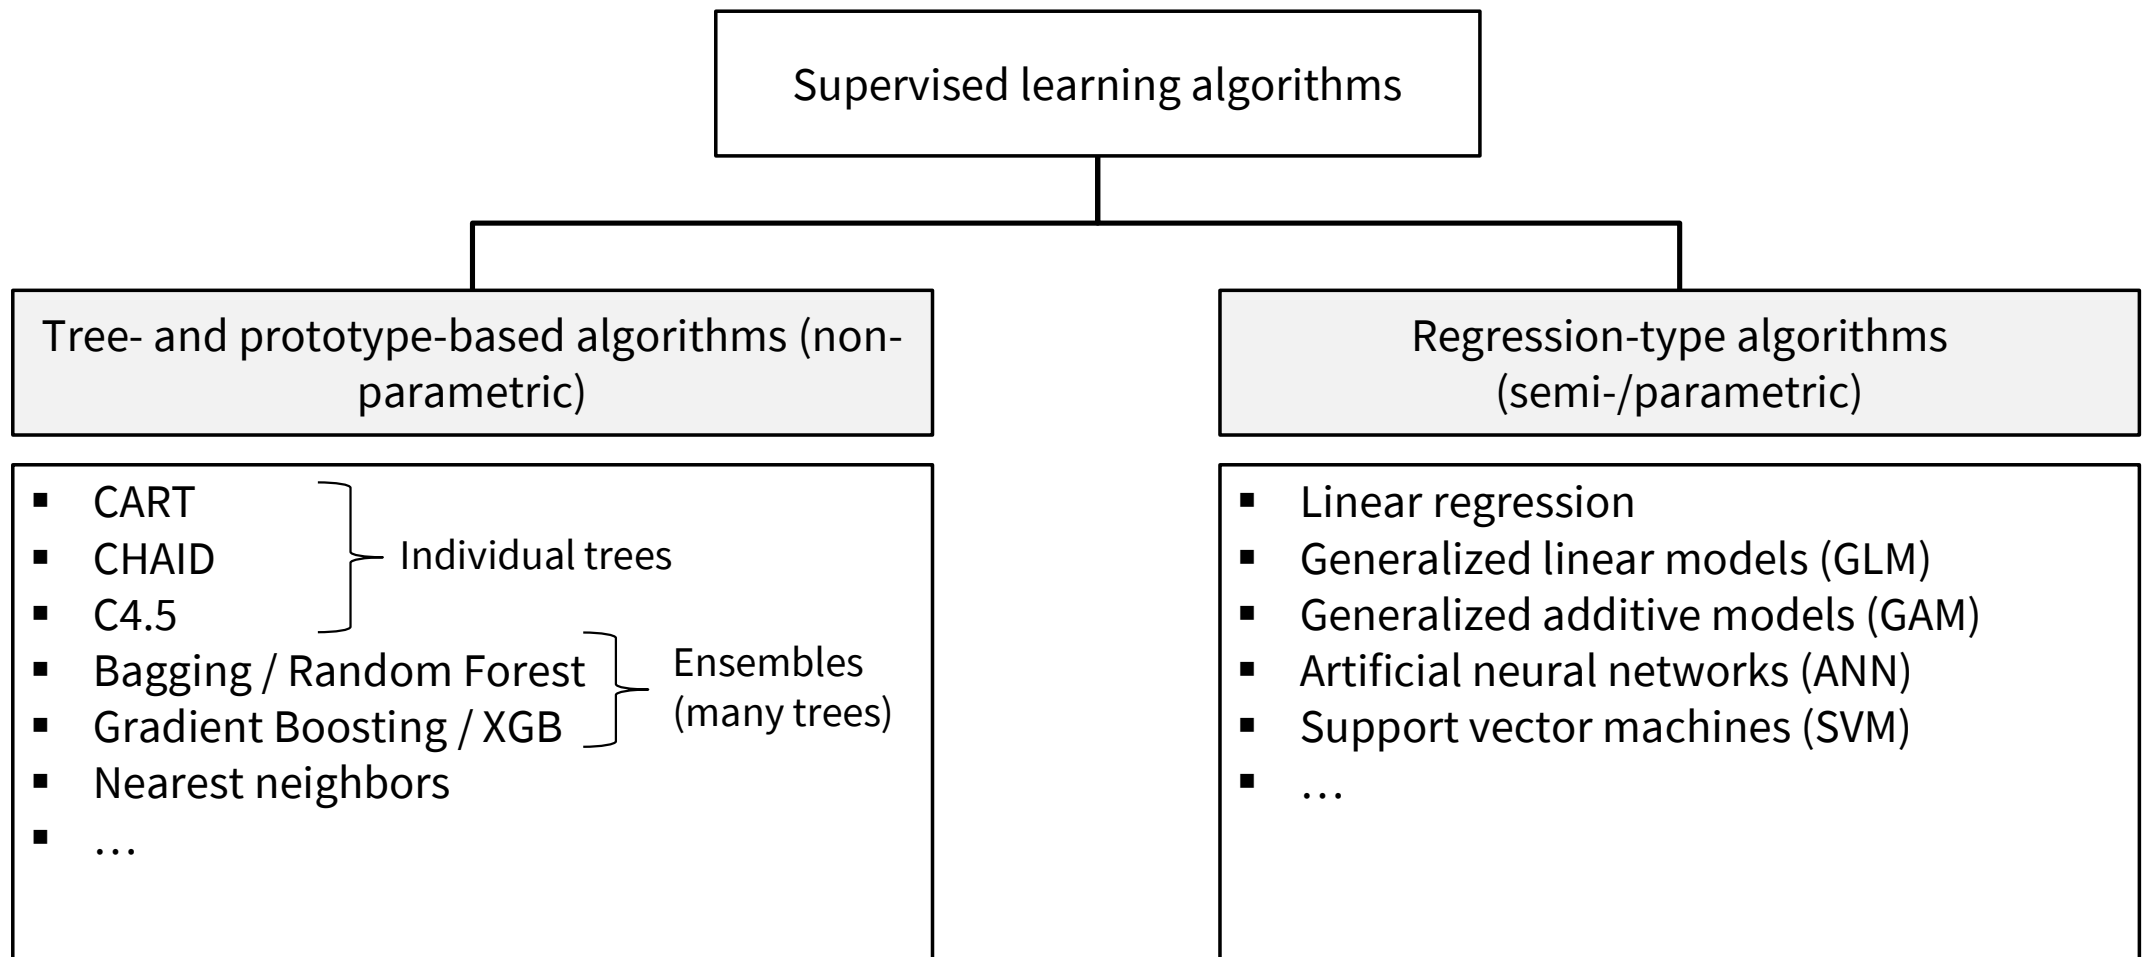 Supervised learning algorithms
Tree- and prototype-based algorithms (non-
parametric)
▪ CART
▪ CHAID
▪ C4.5
Individual trees
▪ Bagging / Random Forest
▪ Gradient Boosting / XGB
Ensembles
(many trees)
▪ Nearest neighbors
▪ …
Regression-type algorithms
(semi-/parametric)
▪ Linear regression
▪ Generalized linear models (GLM)
▪ Generalized additive models (GAM)
▪ Artificial neural networks (ANN)
▪ Support vector machines (SVM)
▪ …